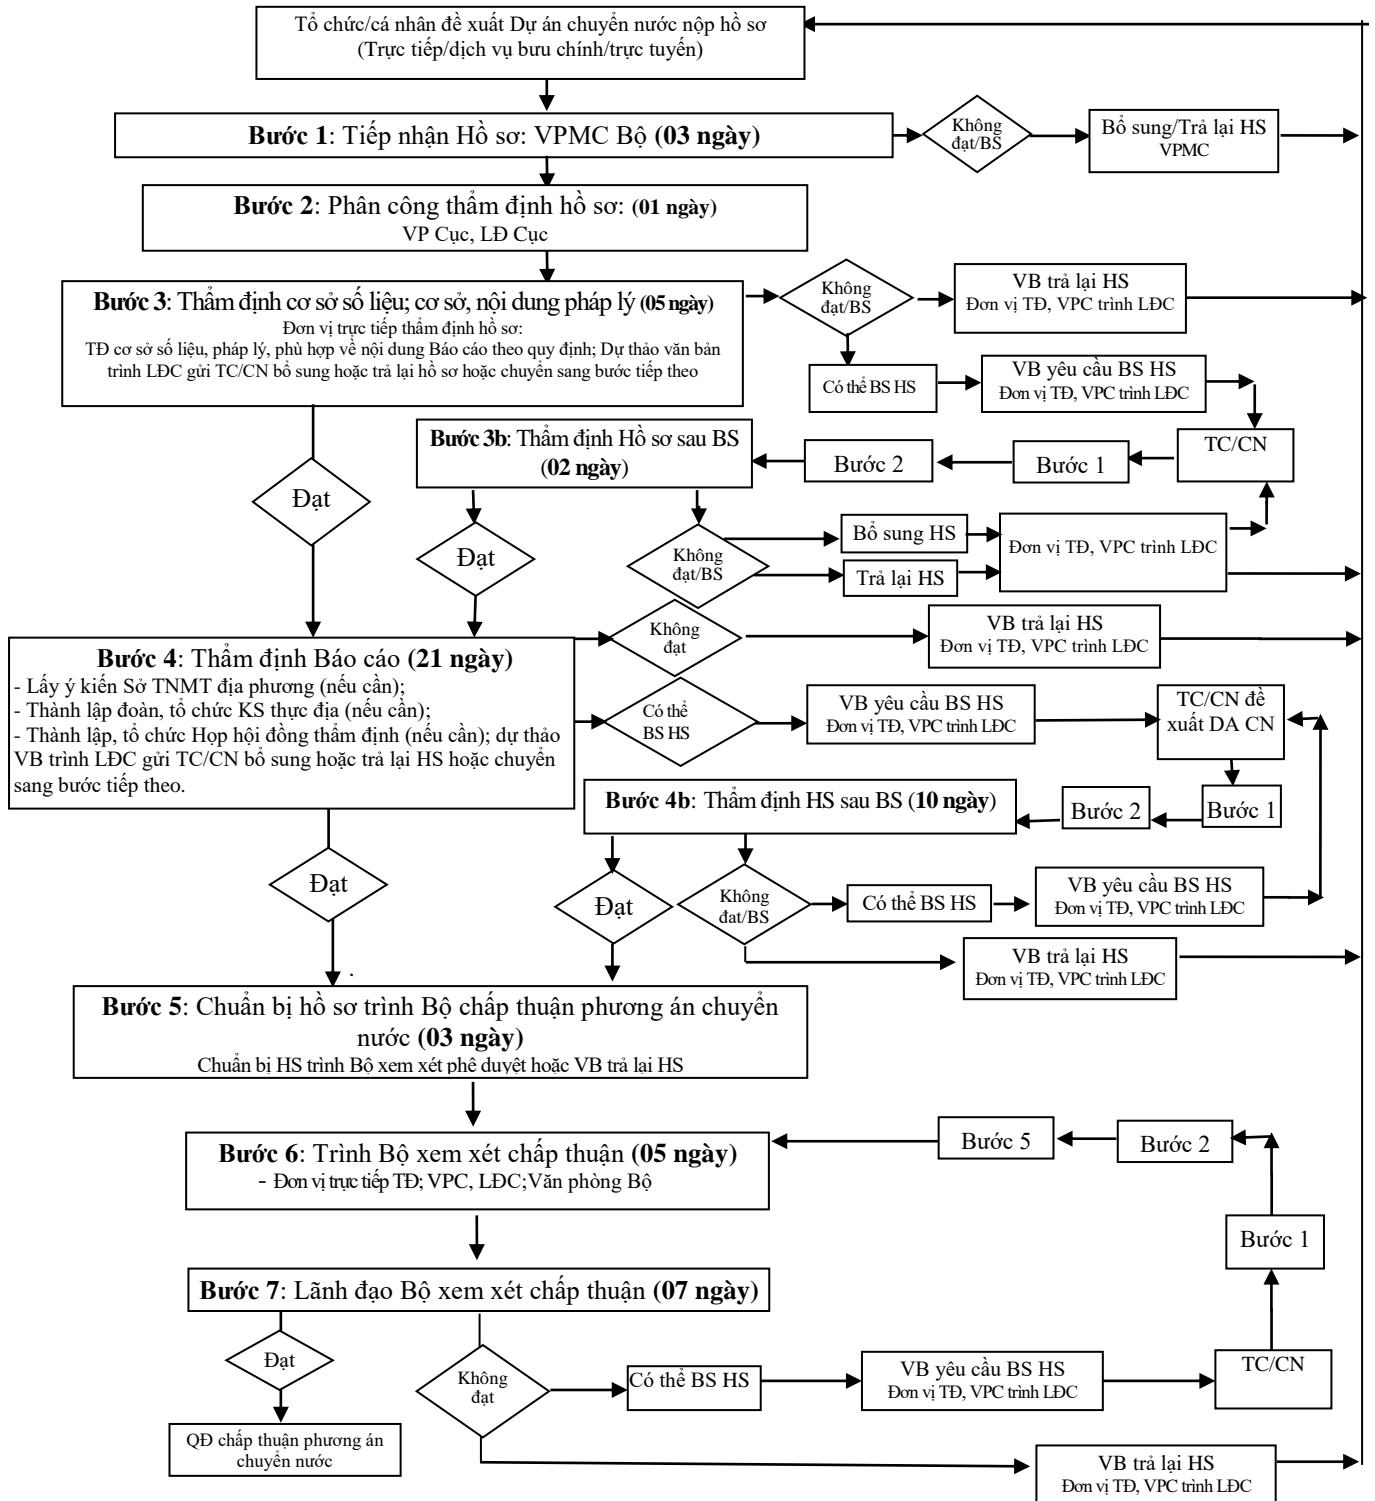 Tổ chức/cá nhân đề xuất Dự án chuyển nước nộp hồ sơ
(Trực tiếp/dịch vụ bưu chính/trực tuyến)
Bước 1: Tiếp nhận Hồ sơ: VPMC Bộ (03 ngày)
Không
đạt/BS
Bổ sung/Trả lại HS
VPMC
Bước 2: Phân công thẩm định hồ sơ: (01 ngày)
VP Cục, LĐ Cục
Bước 3: Thẩm định cơ sở số liệu; cơ sở, nội dung pháp lý (05 ngày)
Đơn vị trực tiếp thẩm định hồ sơ:
TĐ cơ sở số liệu, pháp lý, phù hợp về nội dung Báo cáo theo quy định; Dự thảo văn bản
trình LĐC gửi TC/CN bổ sung hoặc trả lại hồ sơ hoặc chuyển sang bước tiếp theo
Không
đạt/BS
VB trả lại HS
Đơn vị TĐ, VPC trình LĐC
Có thể BS HS
VB yêu cầu BS HS
Đơn vị TĐ, VPC trình LĐC
TC/CN
Bước 1
Bước 2
Bước 3b: Thẩm định Hồ sơ sau BS
(02 ngày)
Đạt
Đạt
Không
đạt/BS
Bổ sung HS
Trả lại HS
Đơn vị TĐ, VPC trình LĐC
Bước 4: Thẩm định Báo cáo (21 ngày)
- Lấy ý kiến Sở TNMT địa phương (nếu cần);
- Thành lập đoàn, tổ chức KS thực địa (nếu cần);
- Thành lập, tổ chức Họp hội đồng thẩm định (nếu cần); dự thảo
VB trình LĐC gửi TC/CN bổ sung hoặc trả lại HS hoặc chuyển
sang bước tiếp theo.
Không
đạt
VB trả lại HS
Đơn vị TĐ, VPC trình LĐC
Có thể
BS HS
VB yêu cầu BS HS
Đơn vị TĐ, VPC trình LĐC
TC/CN đề
xuất DA CN
Bước 1
Bước 2
Bước 4b: Thẩm định HS sau BS (10 ngày)
Đạt
Đạt
Không
đat/BS
Có thể BS HS
VB yêu cầu BS HS
Đơn vị TĐ, VPC trình LĐC
VB trả lại HS
Đơn vị TĐ, VPC trình LĐC
.
Bước 5: Chuẩn bị hồ sơ trình Bộ chấp thuận phương án chuyển
nước (03 ngày)
Chuẩn bị HS trình Bộ xem xét phê duyệt hoặc VB trả lại HS
Bước 6: Trình Bộ xem xét chấp thuận (05 ngày)
- Đơn vị trực tiếp TĐ; VPC, LĐC;Văn phòng Bộ
Bước 5
Bước 2
Bước 1
Bước 7: Lãnh đạo Bộ xem xét chấp thuận (07 ngày)
Đạt
QĐ chấp thuận phương án
chuyển nước
Không
đạt
Có thể BS HS
VB yêu cầu BS HS
Đơn vị TĐ, VPC trình LĐC
TC/CN
VB trả lại HS
Đơn vị TĐ, VPC trình LĐC